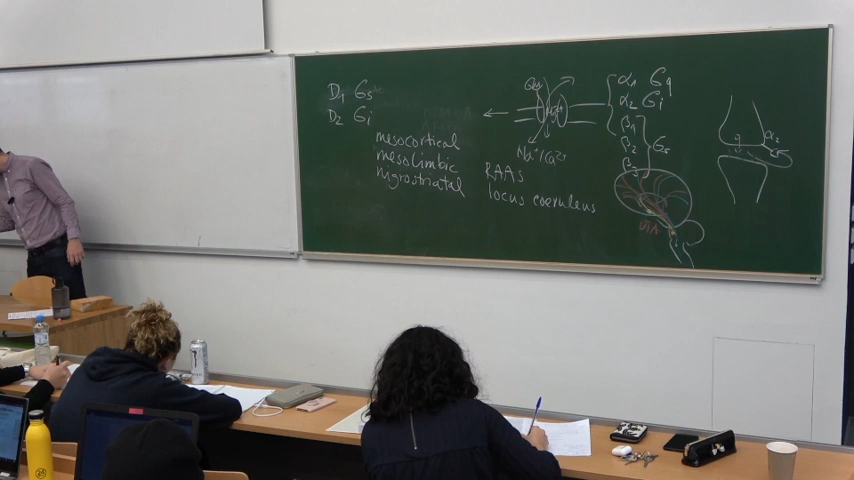 D1 Gs
D2 Gi
mesocortical
mesolimbic
nigrostriatal
RAAs
locus coeruleus
Na+/Ca2+
α1 Gq
α2 Gi
β1
β2 Gs
β3
VTA
α2